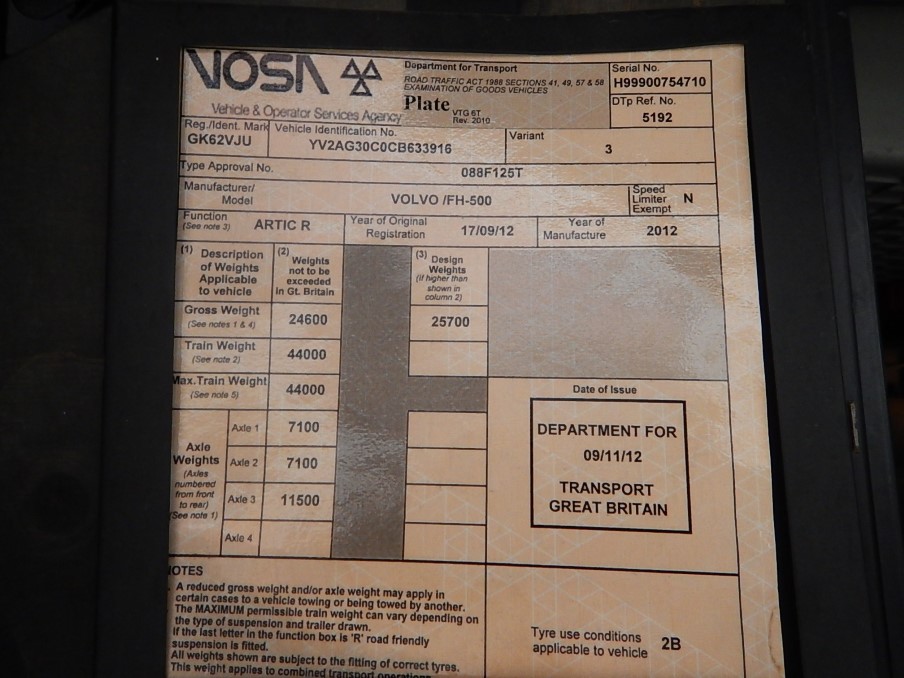 VOSA
Vehicle & Operator Services Agency
Department for Transport
ROAD TRAFFIC ACT 1988 SECTIONS 41, 49, 57 & 58
EXAMINATION OF GOODS VEHICLES
Plate VTG 6T
Rev. 2010
Serial No.
H99900754710
DTp Ref. No.
5192
Reg./Ident. Mark
GK62VJU
Vehicle Identification No.
YV2AG30C0CB633916
Variant
3
Type Approval No.
088F125T
Manufacturer/
Model
VOLVO /FH-500
Speed
Limiter
Exempt
N
Function
(See note 3)
ARTIC R
Year of Original
Registration
17/09/12
Year of
Manufacture
2012
(1) Description
of Weights
Applicable
to vehicle
(2) Weights
not to be
exceeded
in Gt. Britain
(3) Design
Weights
(if higher than
shown in
column 2)
Gross Weight
(See notes 1 & 4)
24600
25700
Train Weight
(See note 2)
44000
Max.Train Weight
(See note 5)
44000
Axle
Weights
(Axles
numbered
from front
to rear)
(See note 1)
Axle 1
7100
Axle 2
7100
Axle 3
11500
Axle 4
Date of Issue
DEPARTMENT FOR
09/11/12
TRANSPORT
GREAT BRITAIN
NOTES
A reduced gross weight and/or axle weight may apply in
certain cases to a vehicle towing or being towed by another.
The MAXIMUM permissible train weight can vary depending on
the type of suspension and trailer drawn.
If the last letter in the function box is 'R' road friendly
suspension is fitted.
All weights shown are subject to the fitting of correct tyres.
This weight applies to combined transport operations
Tyre use conditions
applicable to vehicle
2B